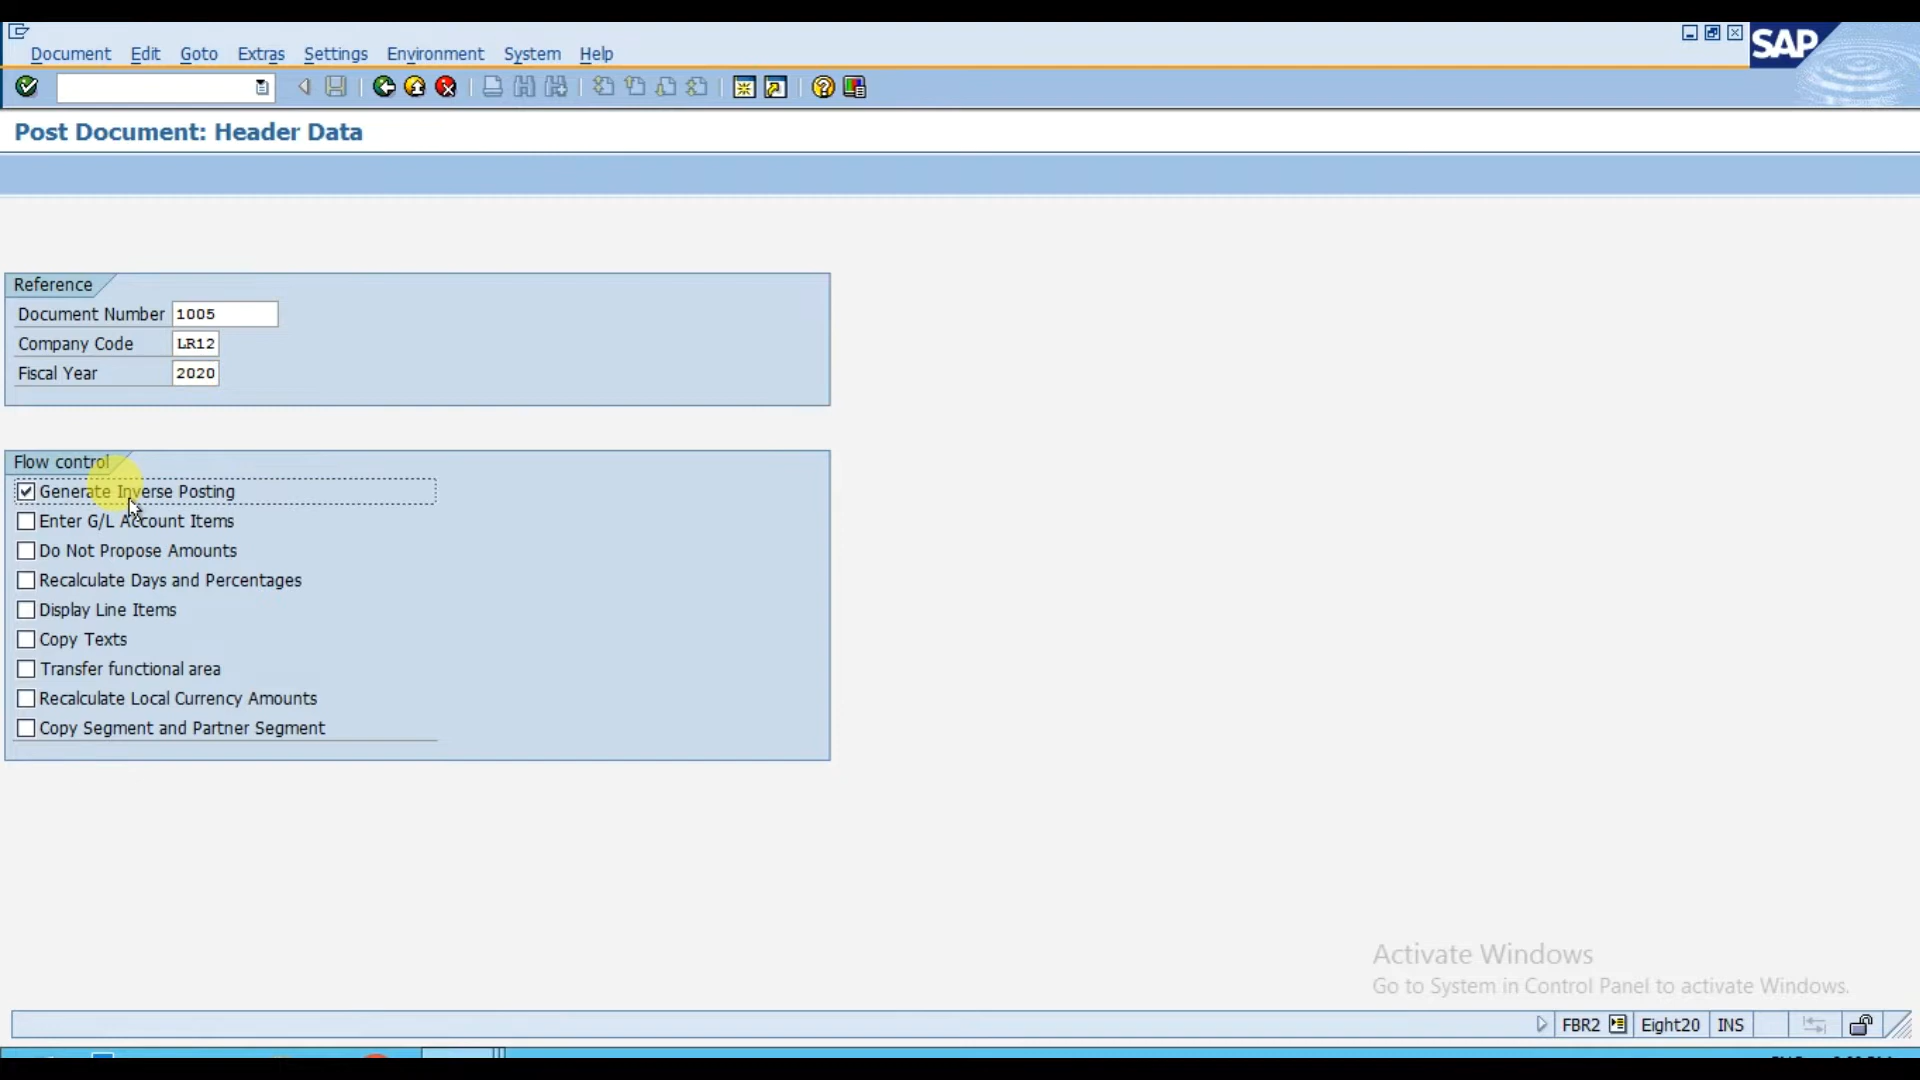 Document Edit Goto Extras Settings Environment System Help
SAP
Post Document: Header Data
Reference
Document Number 1005
Company Code LR12
Fiscal Year 2020
Flow control
Generate Inverse Posting
Enter G/L Account Items
Do Not Propose Amounts
Recalculate Days and Percentages
Display Line Items
Copy Texts
Transfer functional area
Recalculate Local Currency Amounts
Copy Segment and Partner Segment
Activate Windows
Go to System in Control Panel to activate Windows.
FBR2 Eight20 INS